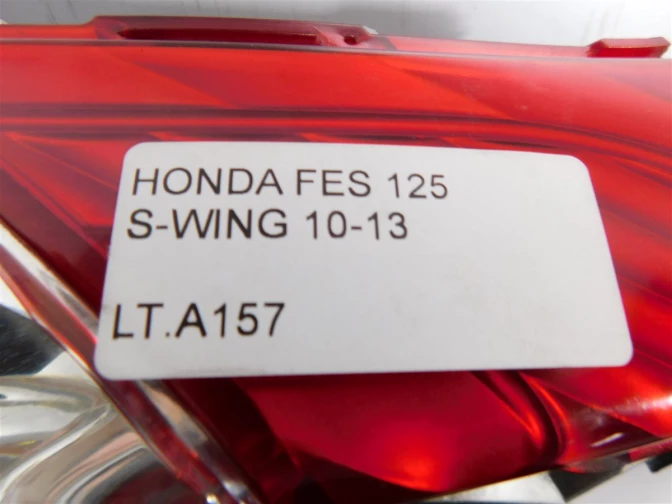 HONDA FES 125
S-WING 10-13
LT.A157